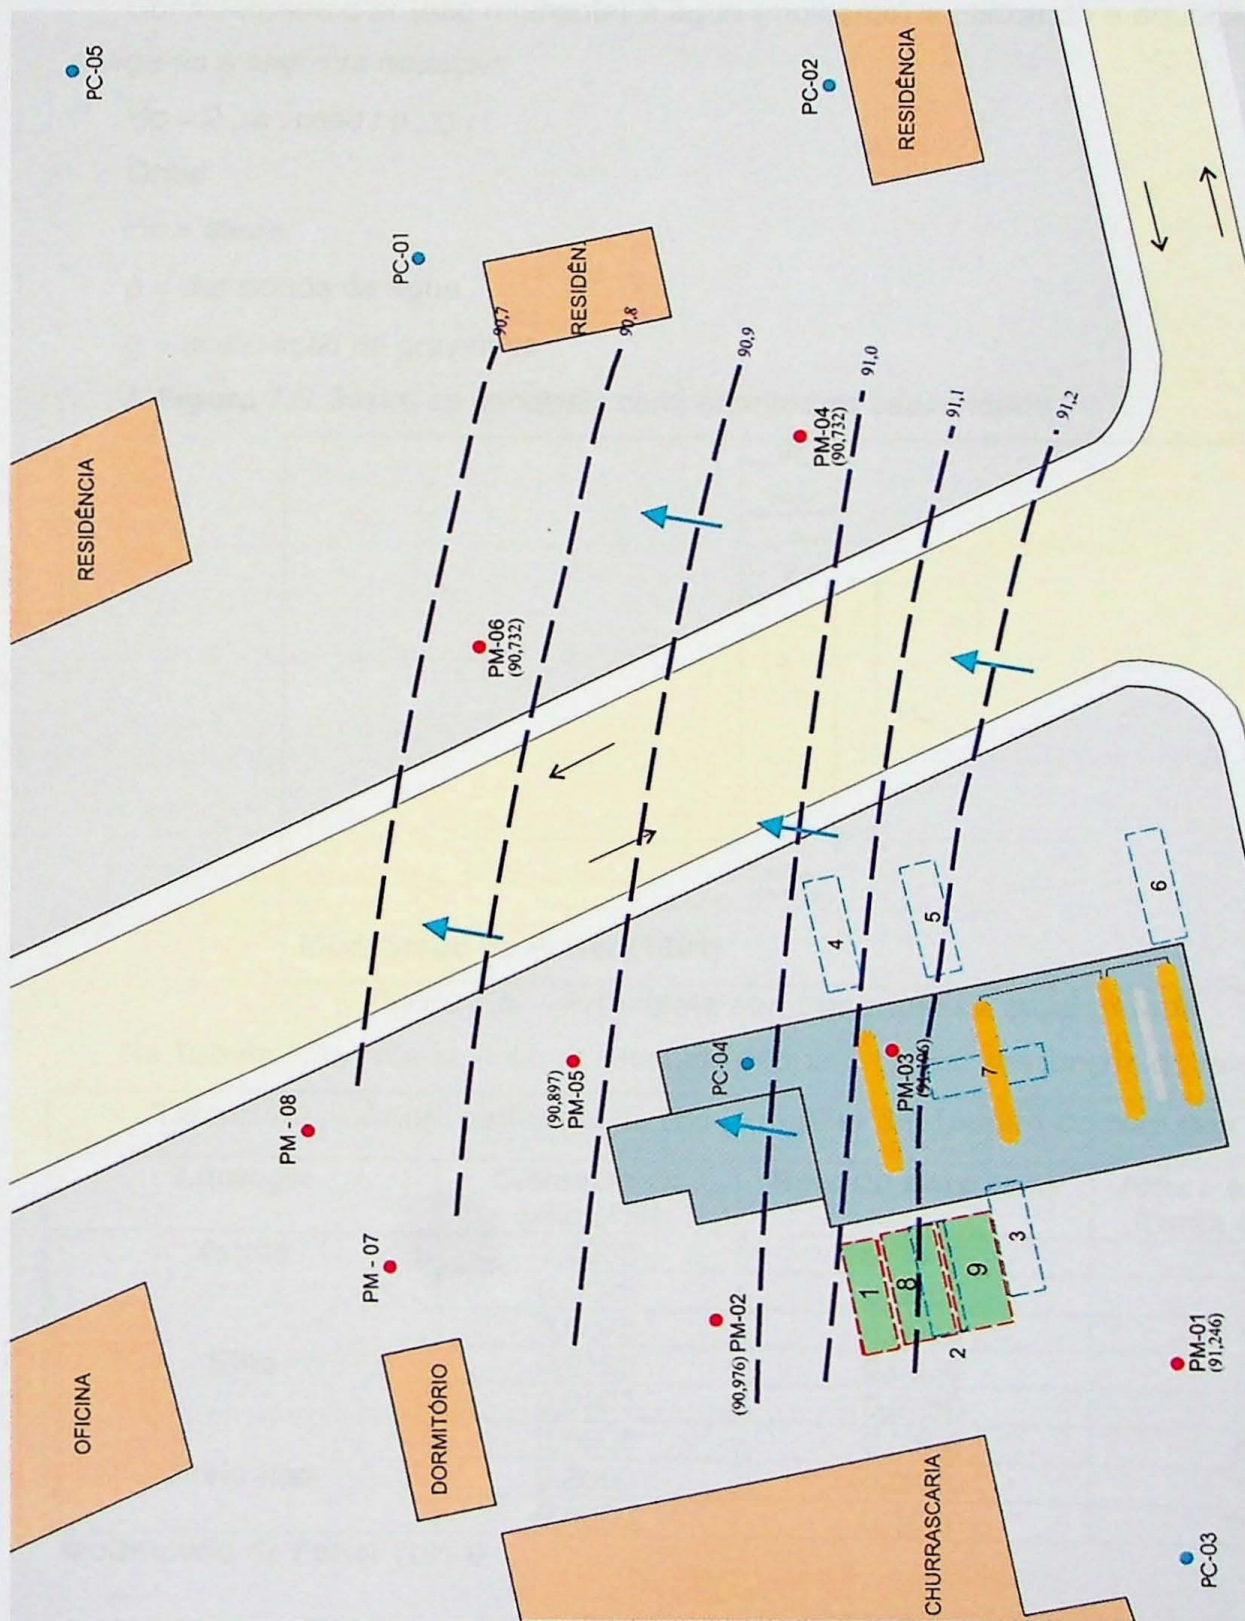 PC-05
PC-02
RESIDÊNCIA
PC-01
RESIDÊN.
90,7
90,8
90,9
91,0
91,1
91,2
RESIDÊNCIA
PM-04
(90,732)
PM-06
(90,732)
4
5
6
PM - 08
(90,897)
PM-05
PC-04
PM-03
7
PM - 07
1
8
9
3
2
(90,976) PM-02
PM-01
(91,246)
OFICINA
DORMITÓRIO
CHURRASCARIA
PC-03